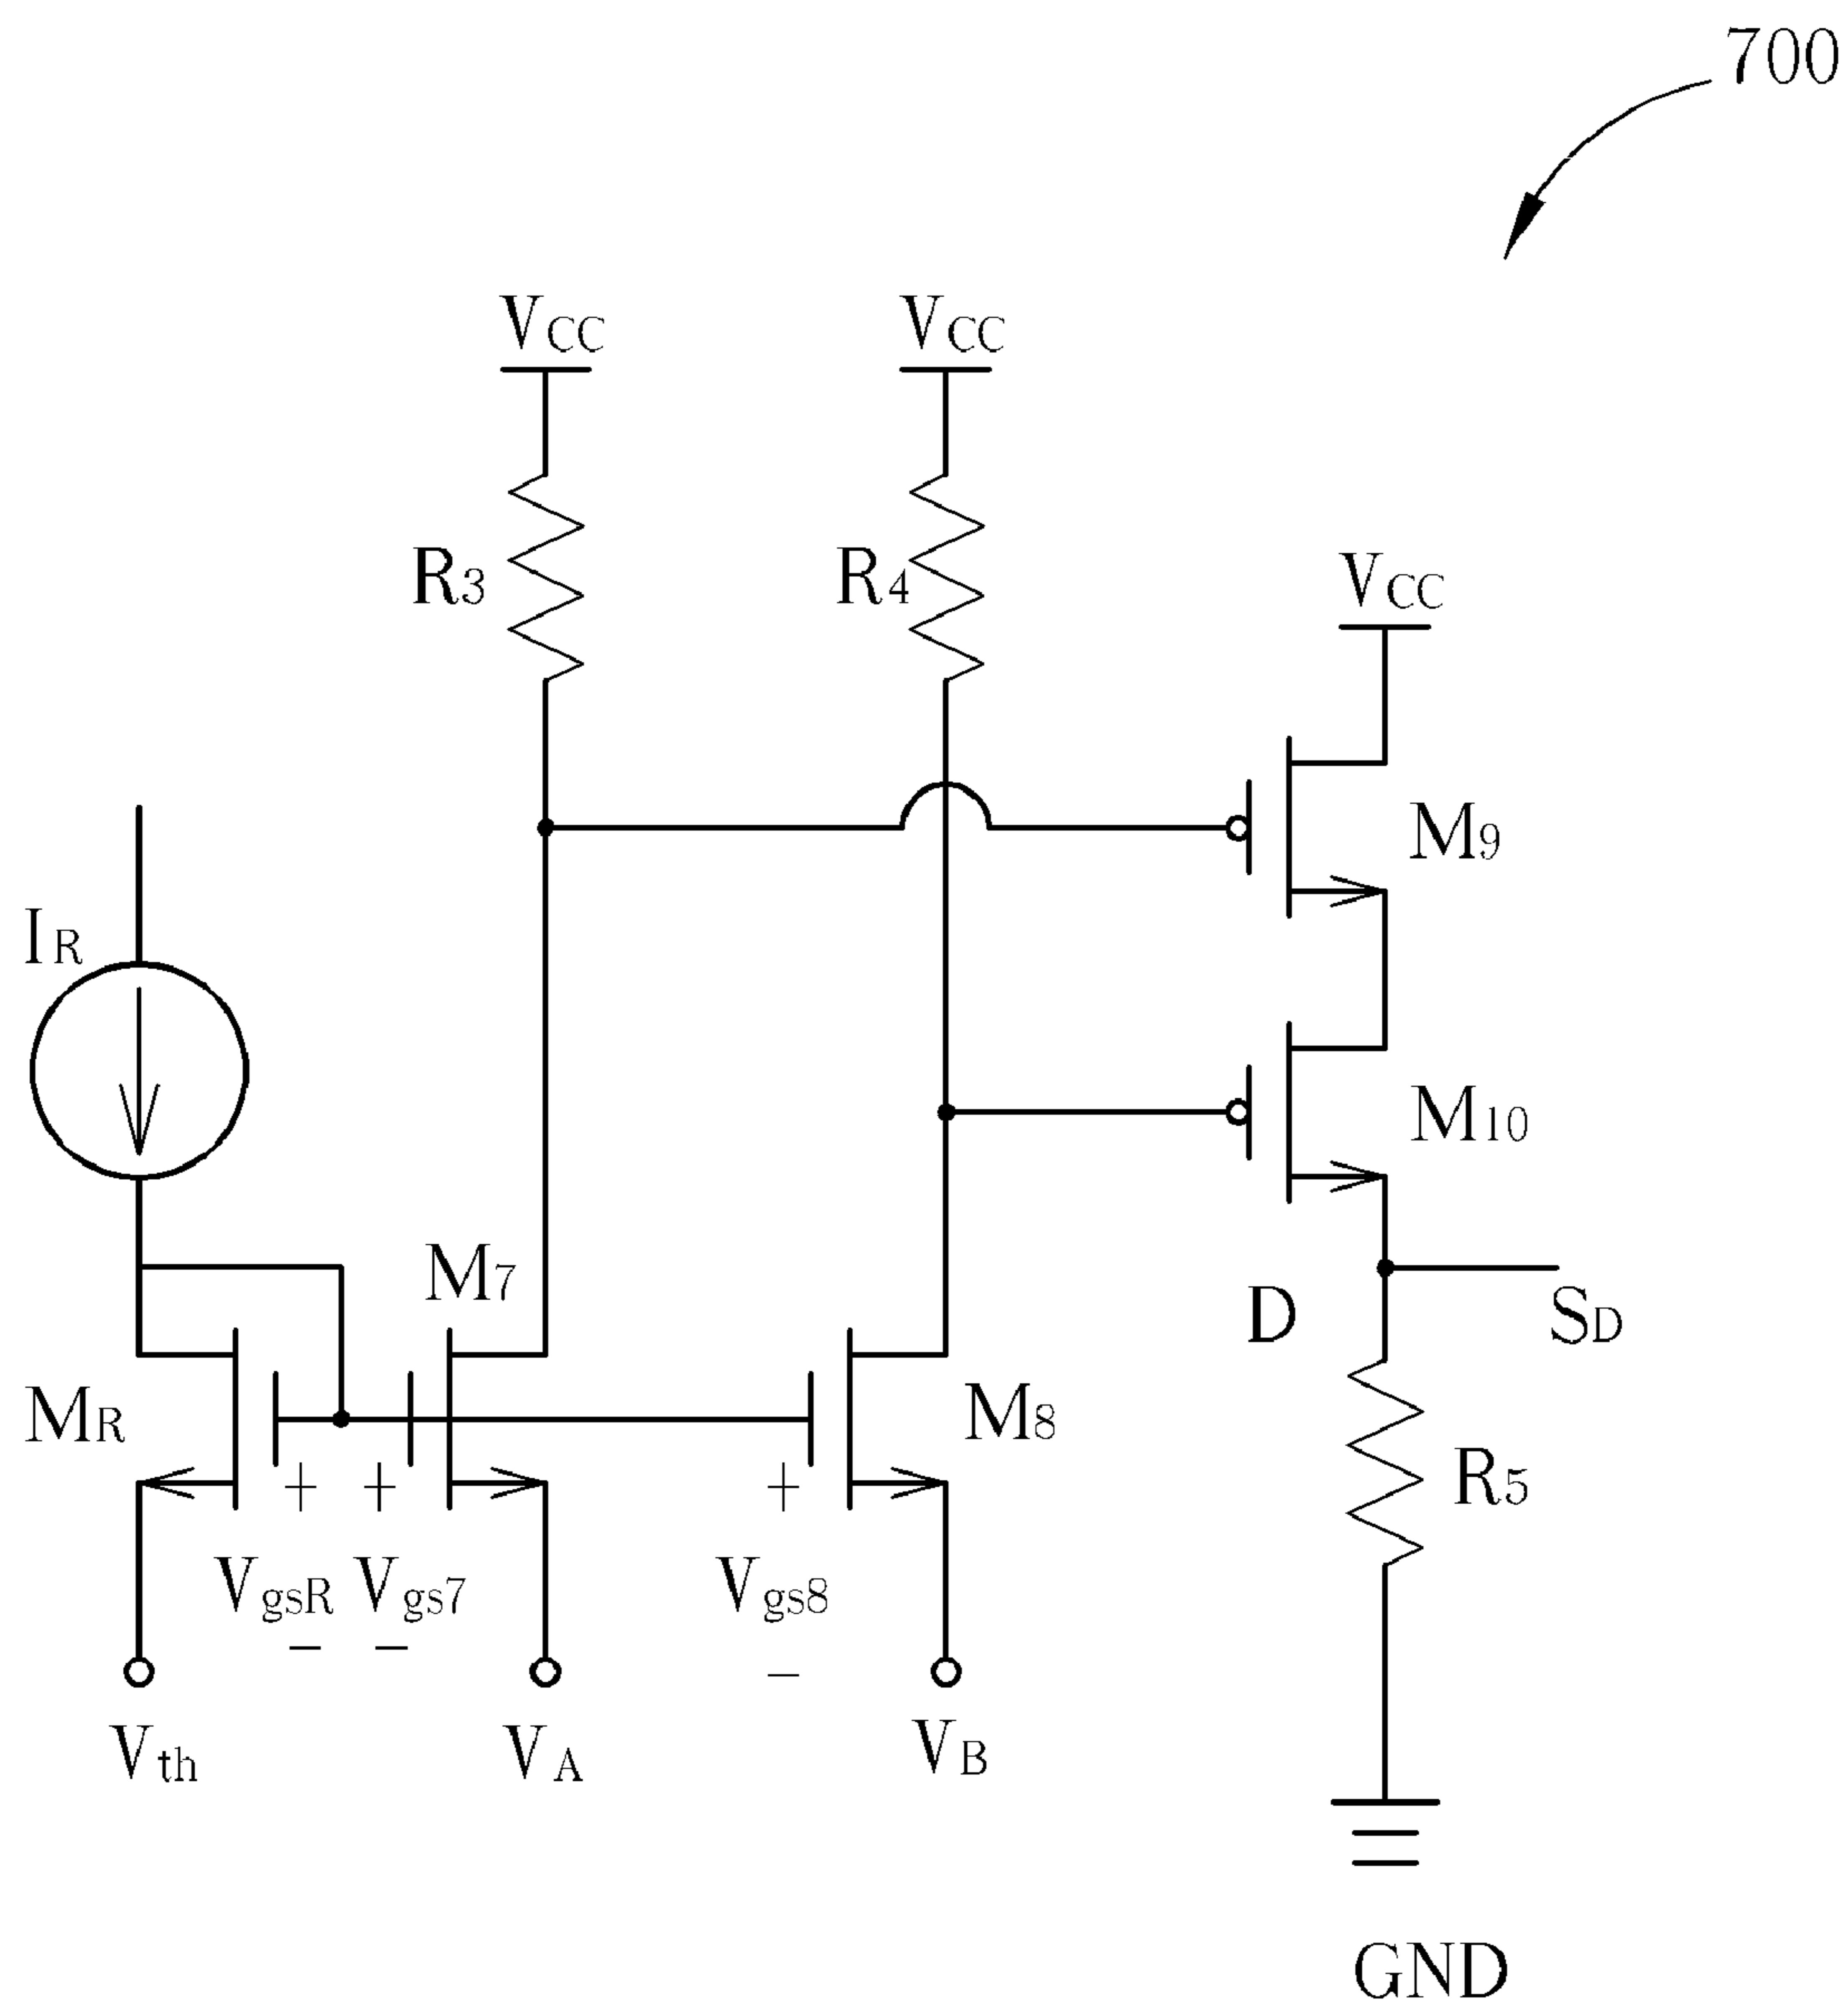 700
VCC VCC
R3 R4
VCC
M9
IR
M10
M7
D SD
MR M8
R5
+ + +
VgsR Vgs7 Vgs8
− − −
Vth VA VB
GND